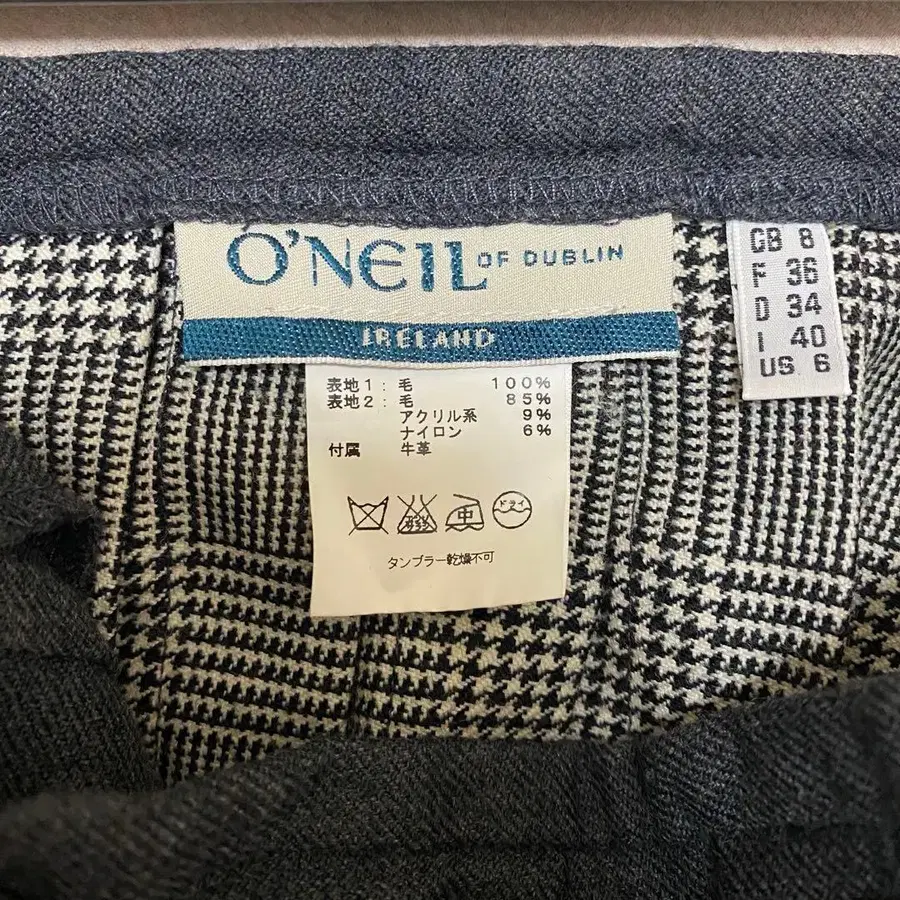 O'NEIL OF DUBLIN
IRELAND
GB 8
F 36
D 34
I 40
US 6
表地1：毛 100%
表地2：毛 85%
アクリル系 9%
ナイロン 6%
付属 牛革
中 ドライ
タンブラー乾燥不可